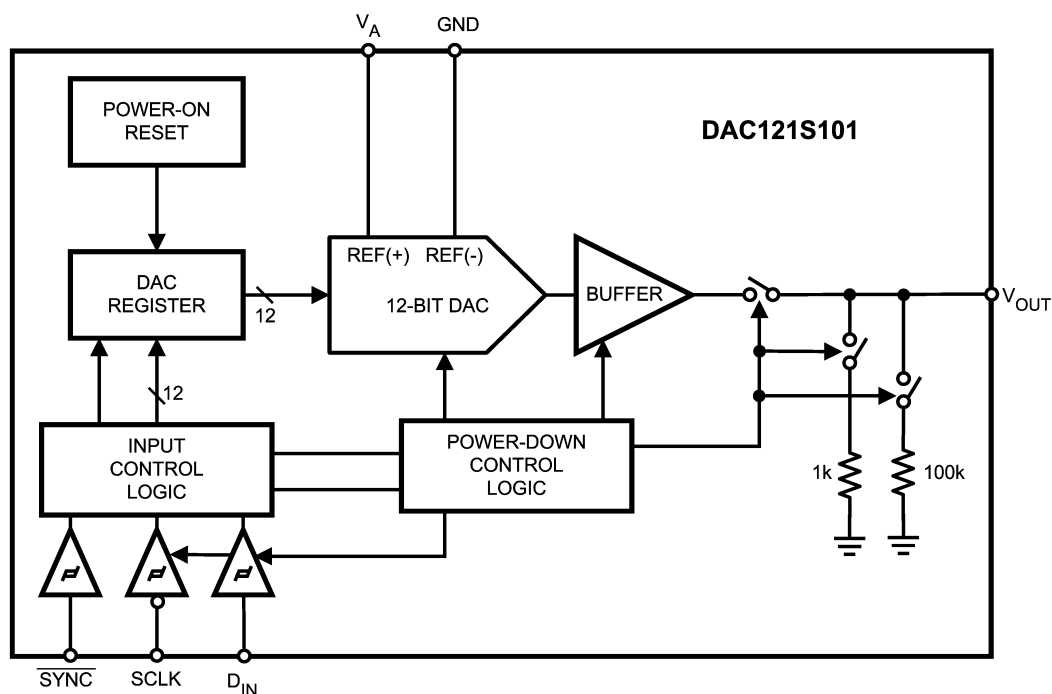 V_A
GND
POWER-ON
RESET
DAC121S101
REF(+)
REF(-)
DAC
REGISTER
12
12-BIT DAC
BUFFER
V_OUT
12
INPUT
CONTROL
LOGIC
POWER-DOWN
CONTROL
LOGIC
1k
100k
SYNC
SCLK
D_IN